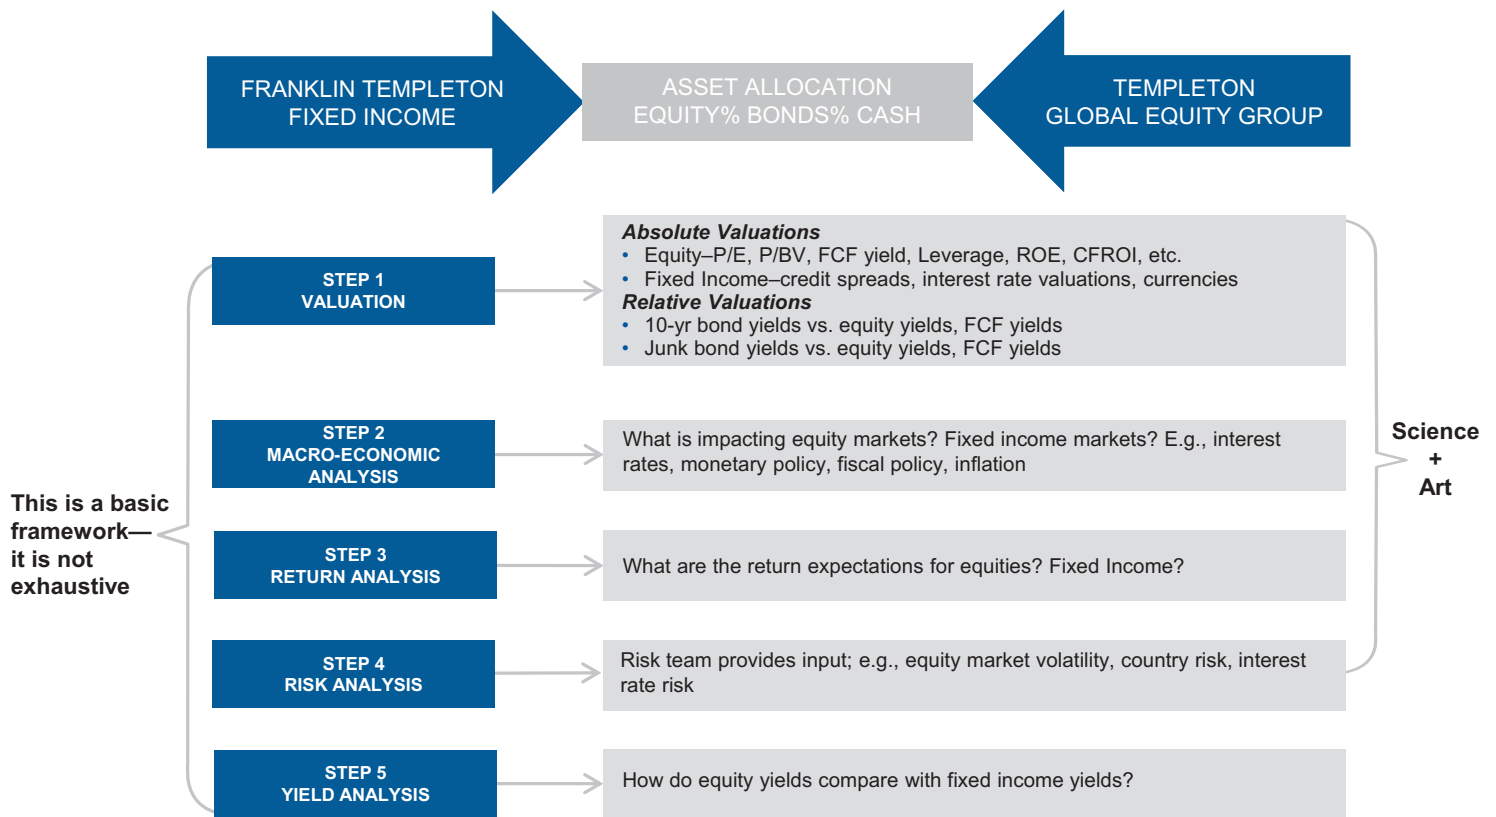 FRANKLIN TEMPLETON
FIXED INCOME
ASSET ALLOCATION
EQUITY% BONDS% CASH
TEMPLETON
GLOBAL EQUITY GROUP
This is a basic
framework—
it is not
exhaustive
STEP 1
VALUATION
Absolute Valuations
• Equity–P/E, P/BV, FCF yield, Leverage, ROE, CFROI, etc.
• Fixed Income–credit spreads, interest rate valuations, currencies
Relative Valuations
• 10-yr bond yields vs. equity yields, FCF yields
• Junk bond yields vs. equity yields, FCF yields
STEP 2
MACRO-ECONOMIC
ANALYSIS
What is impacting equity markets? Fixed income markets? E.g., interest
rates, monetary policy, fiscal policy, inflation
STEP 3
RETURN ANALYSIS
What are the return expectations for equities? Fixed Income?
STEP 4
RISK ANALYSIS
Risk team provides input; e.g., equity market volatility, country risk, interest
rate risk
STEP 5
YIELD ANALYSIS
How do equity yields compare with fixed income yields?
Science
+
Art